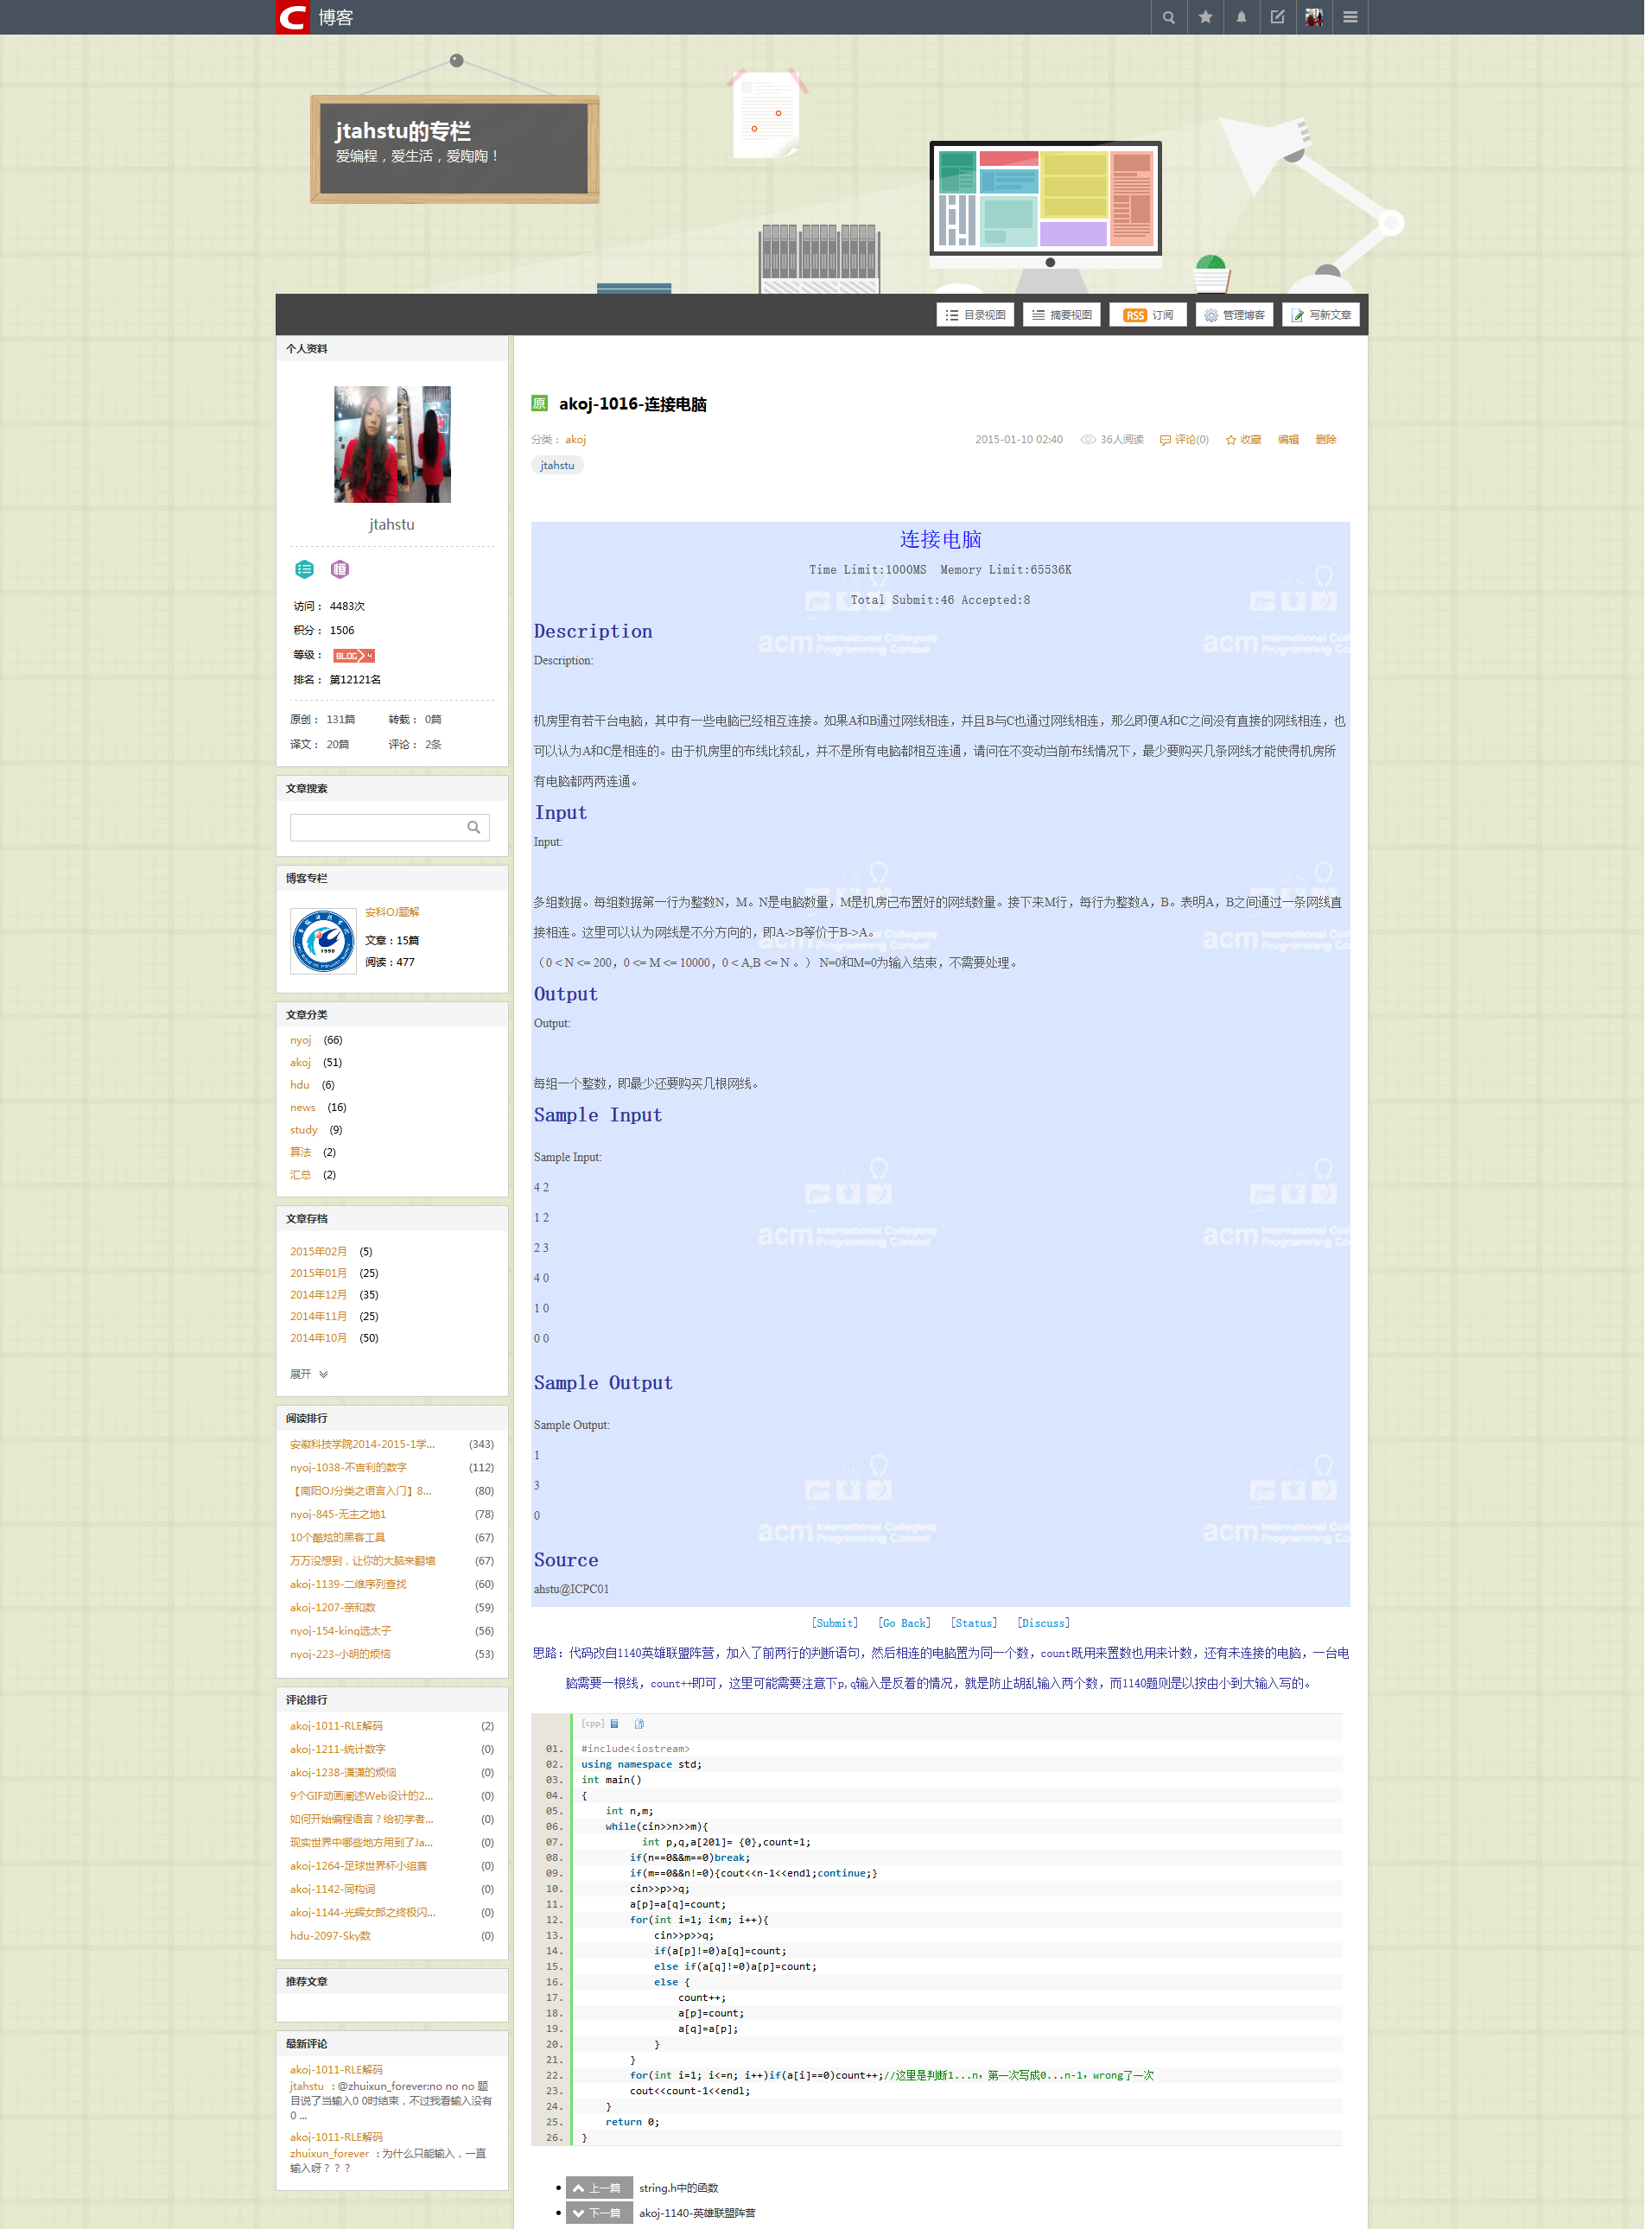 博客
jtahstu的专栏
爱编程，爱生活，爱陶陶！
目录视图
摘要视图
RSS 订阅
管理博客
写新文章
个人资料
jtahstu
访问： 4483次
积分： 1506
等级： BLOG 4
排名： 第12121名
原创： 131篇 转载： 0篇
译文： 20篇 评论： 2条
文章搜索
博客专栏
安科OJ题解
文章：15篇
阅读：477
文章分类
nyoj (66)
akoj (51)
hdu (6)
news (16)
study (9)
算法 (2)
汇总 (2)
文章存档
2015年02月 (5)
2015年01月 (25)
2014年12月 (35)
2014年11月 (25)
2014年10月 (50)
展开
阅读排行
安徽科技学院2014-2015-1学... (343)
nyoj-1038-不吉利的数字 (112)
【南阳OJ分类之语言入门】8... (80)
nyoj-845-无主之地1 (78)
10个酷炫的黑客工具 (67)
万万没想到，让你的大脑来翻墙 (67)
akoj-1139-二维序列查找 (60)
akoj-1207-亲和数 (59)
nyoj-154-king选太子 (56)
nyoj-223-小明的烦恼 (53)
评论排行
akoj-1011-RLE解码 (2)
akoj-1211-统计数字 (0)
akoj-1238-潇潇的烦恼 (0)
9个GIF动画阐述Web设计的2... (0)
如何开始编程语言？给初学者... (0)
现实世界中哪些地方用到了Ja... (0)
akoj-1264-足球世界杯小组赛 (0)
akoj-1142-同构词 (0)
akoj-1144-光辉女郎之终极闪... (0)
hdu-2097-Sky数 (0)
推荐文章
最新评论
akoj-1011-RLE解码
jtahstu : @zhuixun_forever:no no no 题
目说了当输入0 0时结束，不过我看输入没有
0 ...
akoj-1011-RLE解码
zhuixun_forever : 为什么只能输入，一直
输入呀？？？
原 akoj-1016-连接电脑
分类： akoj 2015-01-10 02:40 36人阅读 评论(0) 收藏 编辑 删除
jtahstu
连接电脑
Time Limit:1000MS Memory Limit:65536K
Total Submit:46 Accepted:8
Description
Description:
机房里有若干台电脑，其中有一些电脑已经相互连接。如果A和B通过网线相连，并且B与C也通过网线相连，那么即便A和C之间没有直接的网线相连，也
可以认为A和C是相连的。由于机房里的布线比较乱，并不是所有电脑都相互连通，请问在不变动当前布线情况下，最少要购买几条网线才能使得机房所
有电脑都两两连通。
Input
Input:
多组数据。每组数据第一行为整数N，M。N是电脑数量，M是机房已布置好的网线数量。接下来M行，每行为整数A，B。表明A，B之间通过一条网线直
接相连。这里可以认为网线是不分方向的，即A->B等价于B->A。
（0 < N <= 200，0 <= M <= 10000，0 < A,B <= N 。） N=0和M=0为输入结束，不需要处理。
Output
Output:
每组一个整数，即最少还要购买几根网线。
Sample Input
Sample Input:
4 2
1 2
2 3
4 0
1 0
0 0
Sample Output
Sample Output:
1
3
0
Source
ahstu@ICPC01
[Submit] [Go Back] [Status] [Discuss]
思路：代码改自1140英雄联盟阵营，加入了前两行的判断语句，然后相连的电脑置为同一个数，count既用来置数也用来计数，还有未连接的电脑，一台电
脑需要一根线，count++即可，这里可能需要注意下p,q输入是反着的情况，就是防止胡乱输入两个数，而1140题则是以按由小到大输入写的。
[cpp]
01. #include<iostream>
02. using namespace std;
03. int main()
04. {
05. int n,m;
06. while(cin>>n>>m){
07. int p,q,a[201]= {0},count=1;
08. if(n==0&&m==0)break;
09. if(m==0&&n!=0){cout<<n-1<<endl;continue;}
10. cin>>p>>q;
11. a[p]=a[q]=count;
12. for(int i=1; i<m; i++){
13. cin>>p>>q;
14. if(a[p]!=0)a[q]=count;
15. else if(a[q]!=0)a[p]=count;
16. else {
17. count++;
18. a[p]=count;
19. a[q]=a[p];
20. }
21. }
22. for(int i=1; i<=n; i++)if(a[i]==0)count++;//这里是判断1...n，第一次写成0...n-1，wrong了一次
23. cout<<count-1<<endl;
24. }
25. return 0;
26. }
上一篇 string.h中的函数
下一篇 akoj-1140-英雄联盟阵营